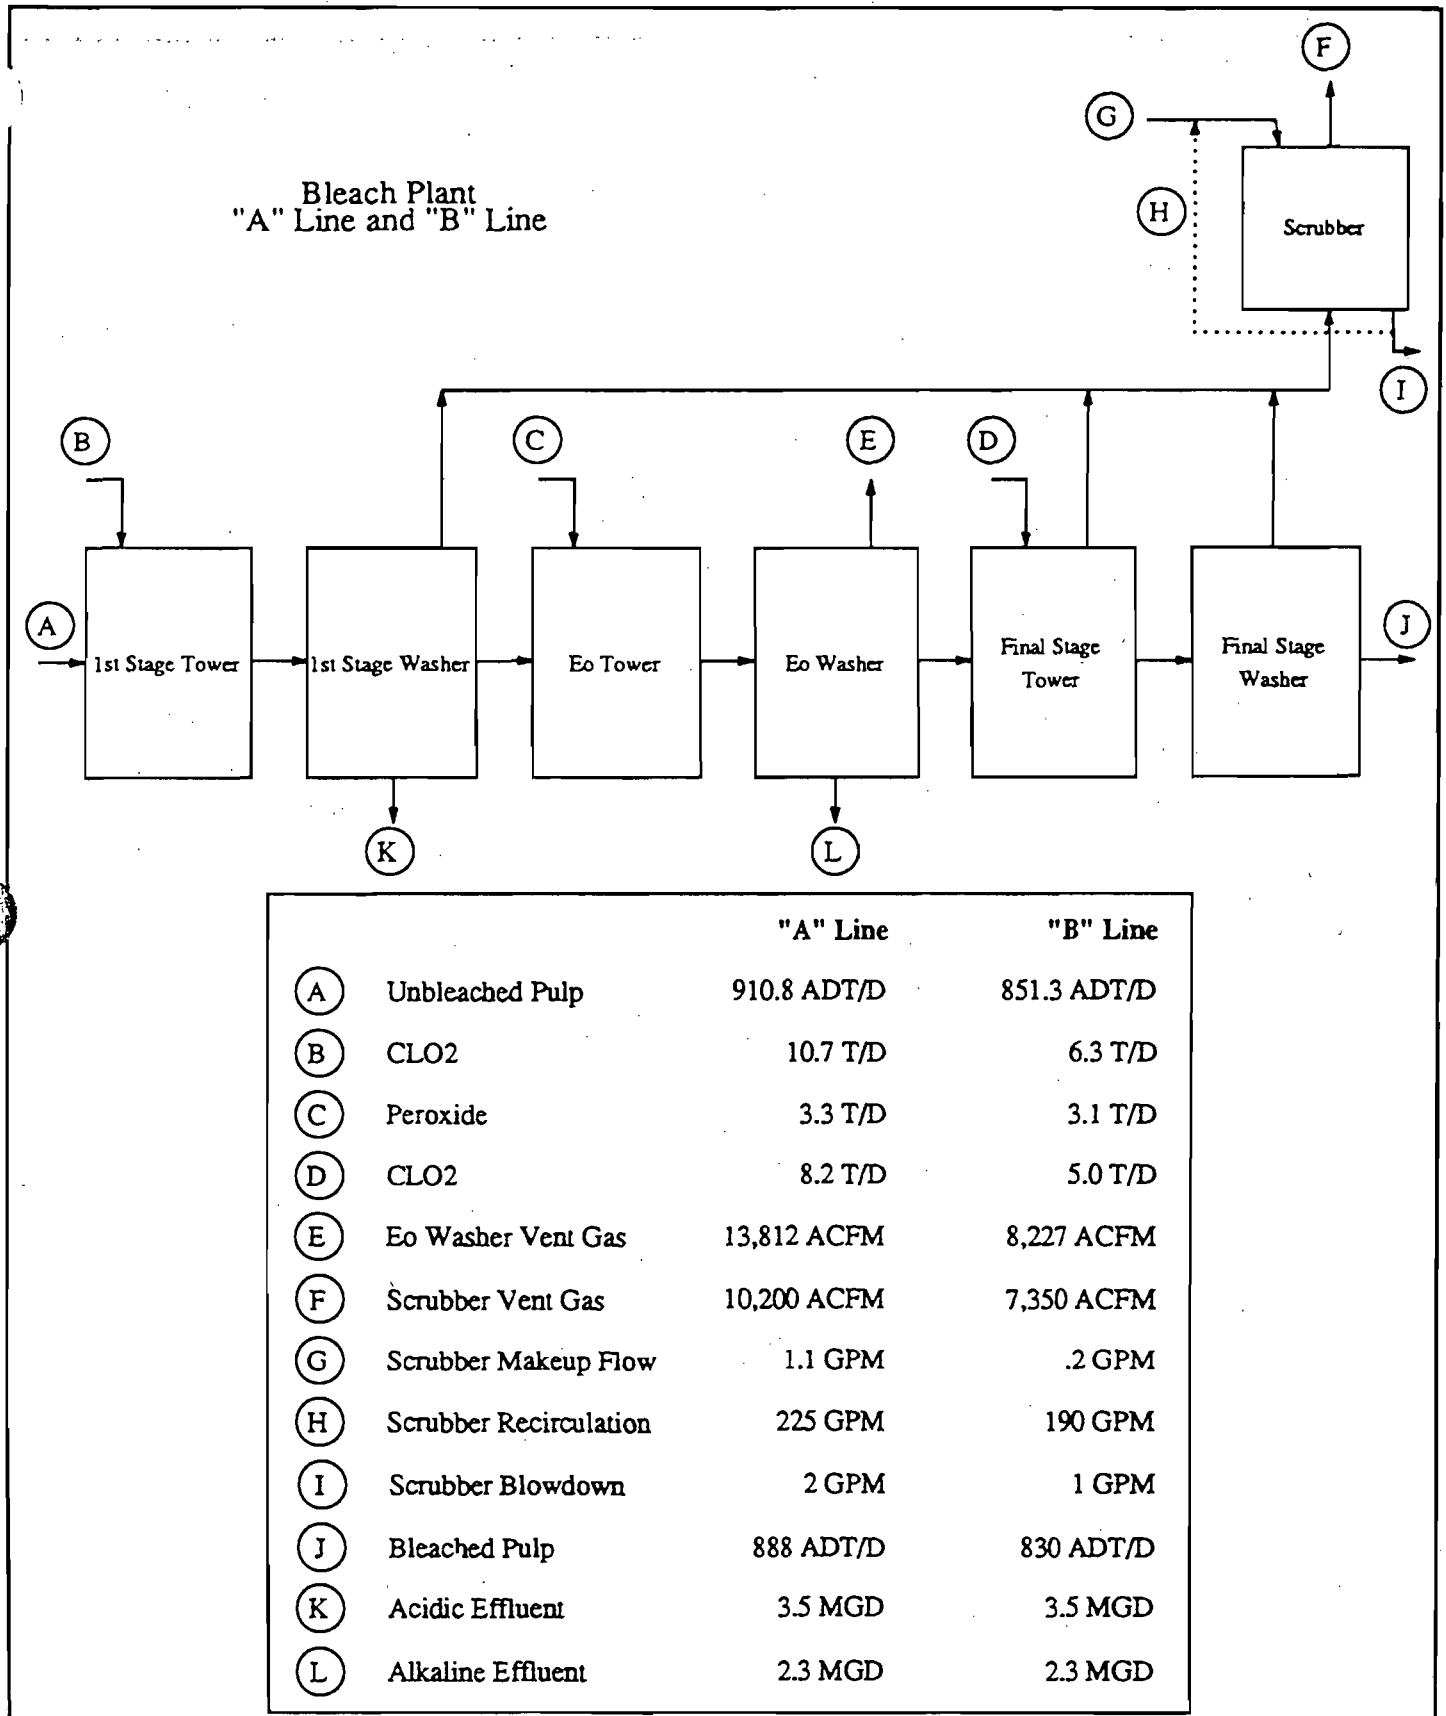 F
G
Bleach Plant
"A" Line and "B" Line
H
Scrubber
I
B
C
E
D
A
J
1st Stage Tower
1st Stage Washer
Eo Tower
Eo Washer
Final Stage
Tower
Final Stage
Washer
K
L
"A" Line "B" Line
A Unbleached Pulp 910.8 ADT/D 851.3 ADT/D
B CLO2 10.7 T/D 6.3 T/D
C Peroxide 3.3 T/D 3.1 T/D
D CLO2 8.2 T/D 5.0 T/D
E Eo Washer Vent Gas 13,812 ACFM 8,227 ACFM
F Scrubber Vent Gas 10,200 ACFM 7,350 ACFM
G Scrubber Makeup Flow 1.1 GPM .2 GPM
H Scrubber Recirculation 225 GPM 190 GPM
I Scrubber Blowdown 2 GPM 1 GPM
J Bleached Pulp 888 ADT/D 830 ADT/D
K Acidic Effluent 3.5 MGD 3.5 MGD
L Alkaline Effluent 2.3 MGD 2.3 MGD